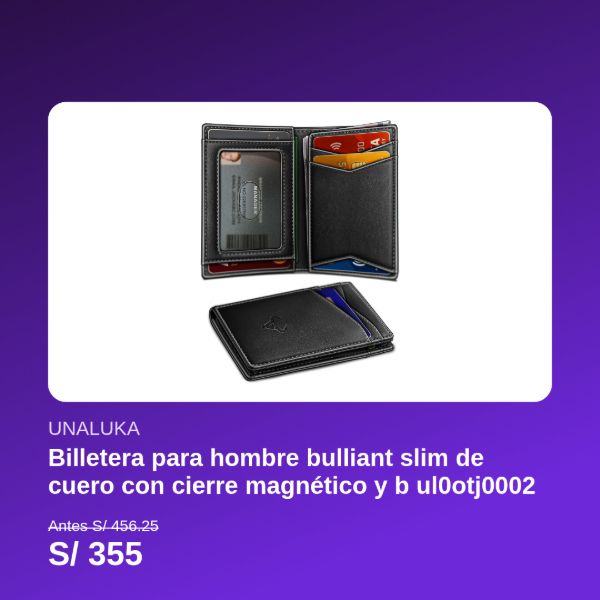 UNALUKA
Billetera para hombre bulliant slim de
cuero con cierre magnético y b ul0otj0002
Antes S/ 456.25
S/ 355